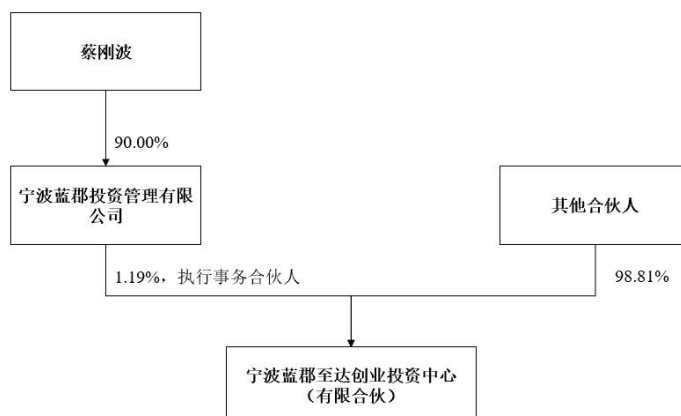 蔡刚波
90.00%
宁波蓝郡投资管理有限
公司
其他合伙人
1.19%，执行事务合伙人
98.81%
宁波蓝郡至达创业投资中心
（有限合伙）